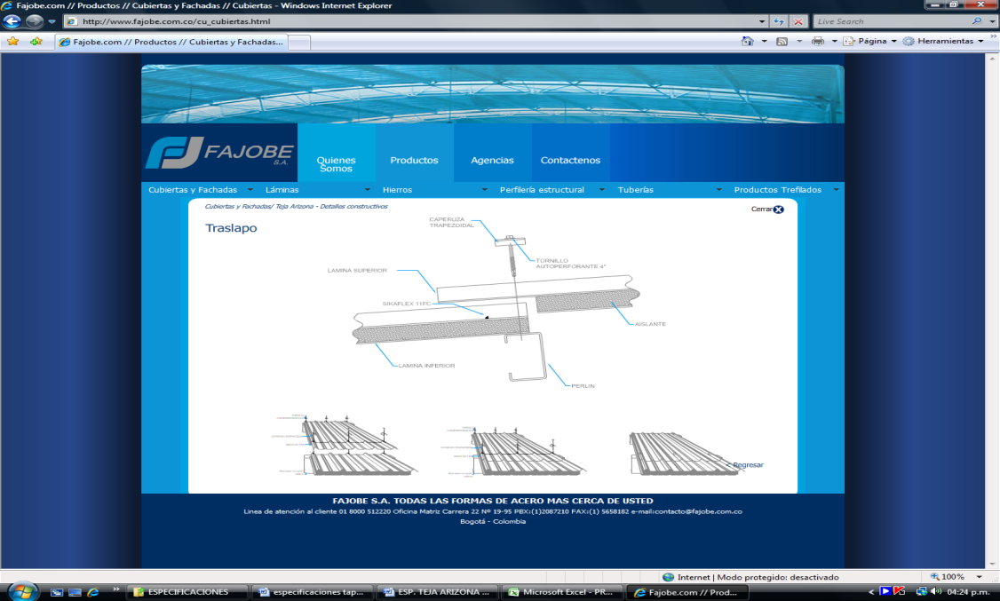 Fajobe.com // Productos // Cubiertas y Fachadas // Cubiertas - Windows Internet Explorer
http://www.fajobe.com.co/cu_cubiertas.html
Live Search
Fajobe.com // Productos // Cubiertas y Fachadas...
Página
Herramientas
FAJOBE S.A.
Quienes Somos
Productos
Agencias
Contactenos
Cubiertas y Fachadas
Láminas
Hierros
Perfilería estructural
Tuberías
Productos Trefilados
Cubiertas y Fachadas/ Teja Arizona - Detalles constructivos
Cerrar
Traslapo
CAPERUZA
TRAPEZOIDAL
TORNILLO
AUTOPERFORANTE 4"
LAMINA SUPERIOR
SIKAFLEX 11FC
AISLANTE
LAMINA INFERIOR
PERLIN
< Regresar
FAJOBE S.A. TODAS LAS FORMAS DE ACERO MAS CERCA DE USTED
Linea de atención al cliente 01 8000 512220 Oficina Matriz Carrera 22 Nº 19-95 PBX:(1)2087210 FAX:(1) 5658182 e-mail:contacto@fajobe.com.co
Bogotá - Colombia
Internet | Modo protegido: desactivado
100%
ESPECIFICACIONES
especificaciones tap...
ESP. TEJA ARIZONA ...
Microsoft Excel - PR...
Fajobe.com // Prod...
04:24 p.m.